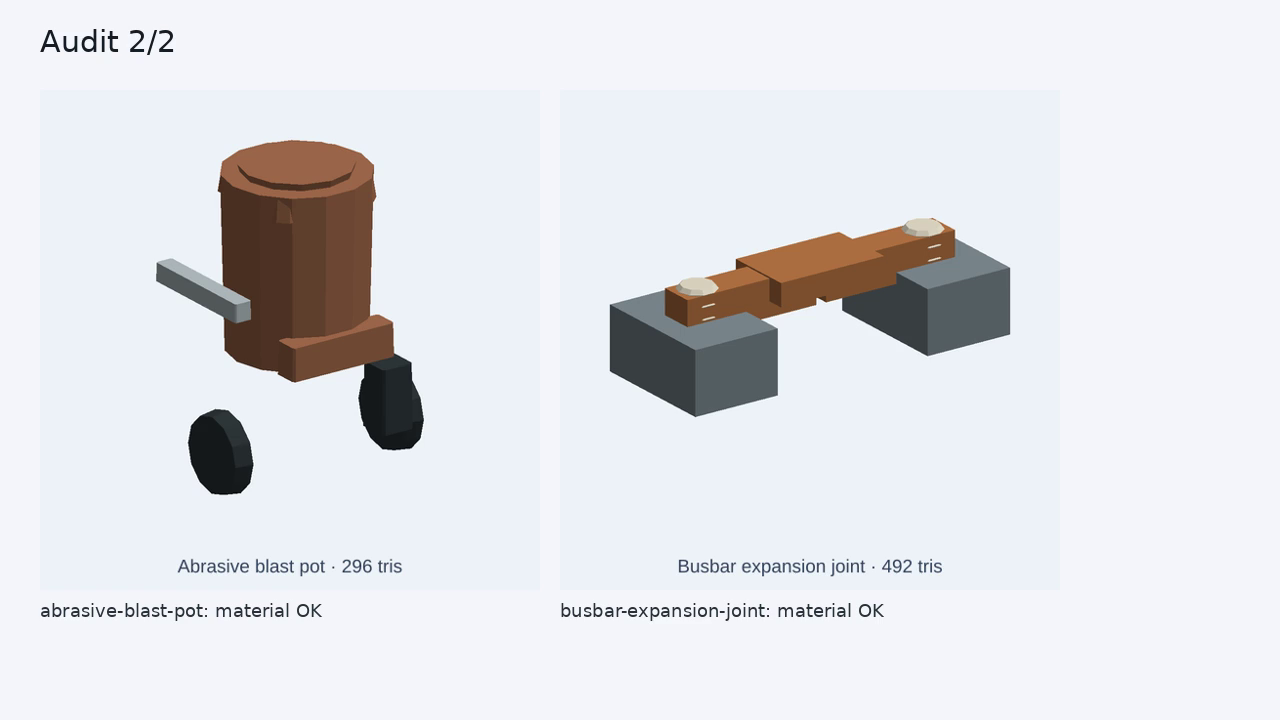 Audit 2/2
Abrasive blast pot · 296 tris
Busbar expansion joint · 492 tris
abrasive-blast-pot: material OK
busbar-expansion-joint: material OK